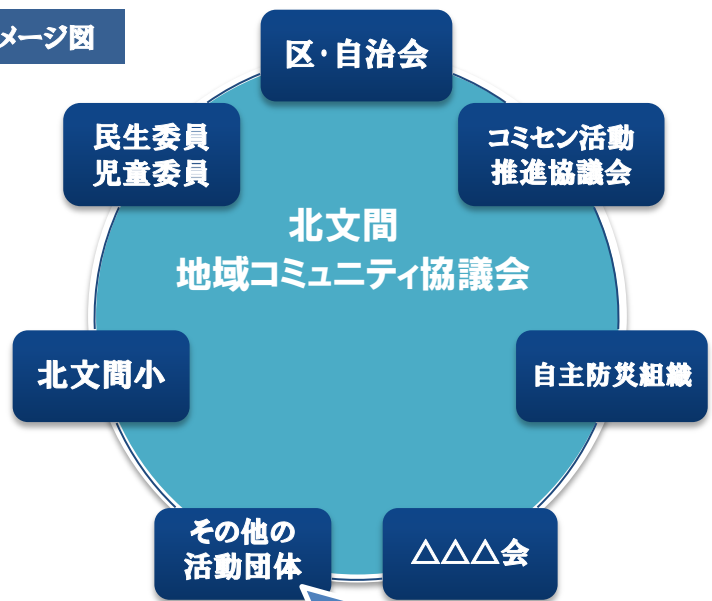 メージ図
区・自治会
民生委員
児童委員
コミセン活動
推進協議会
北文間
地域コミュニティ協議会
北文間小
自主防災組織
その他の
活動団体
△△△会